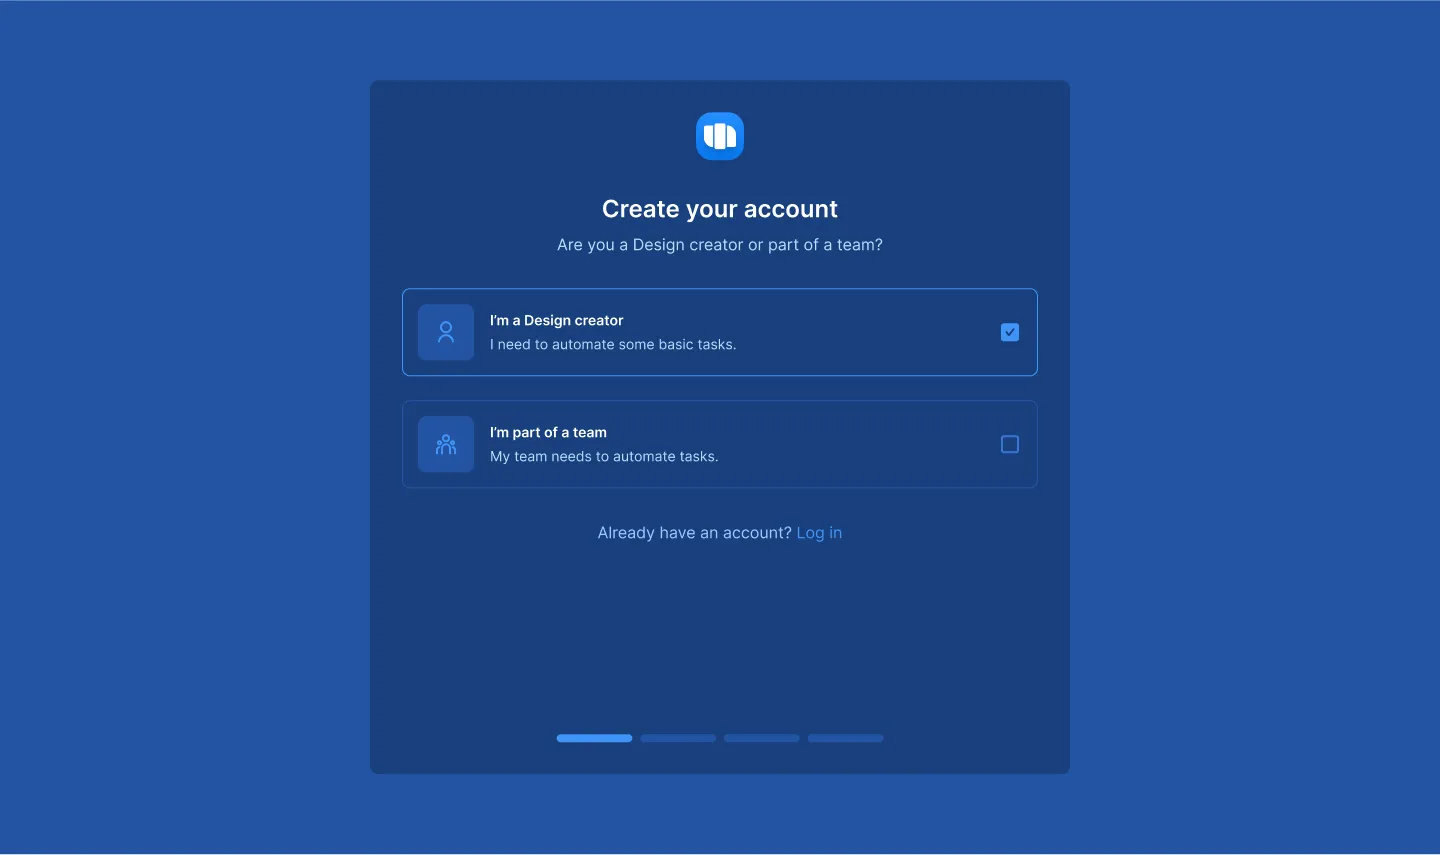 Create your account
Are you a Design creator or part of a team?
I’m a Design creator
I need to automate some basic tasks.
I’m part of a team
My team needs to automate tasks.
Already have an account? Log in